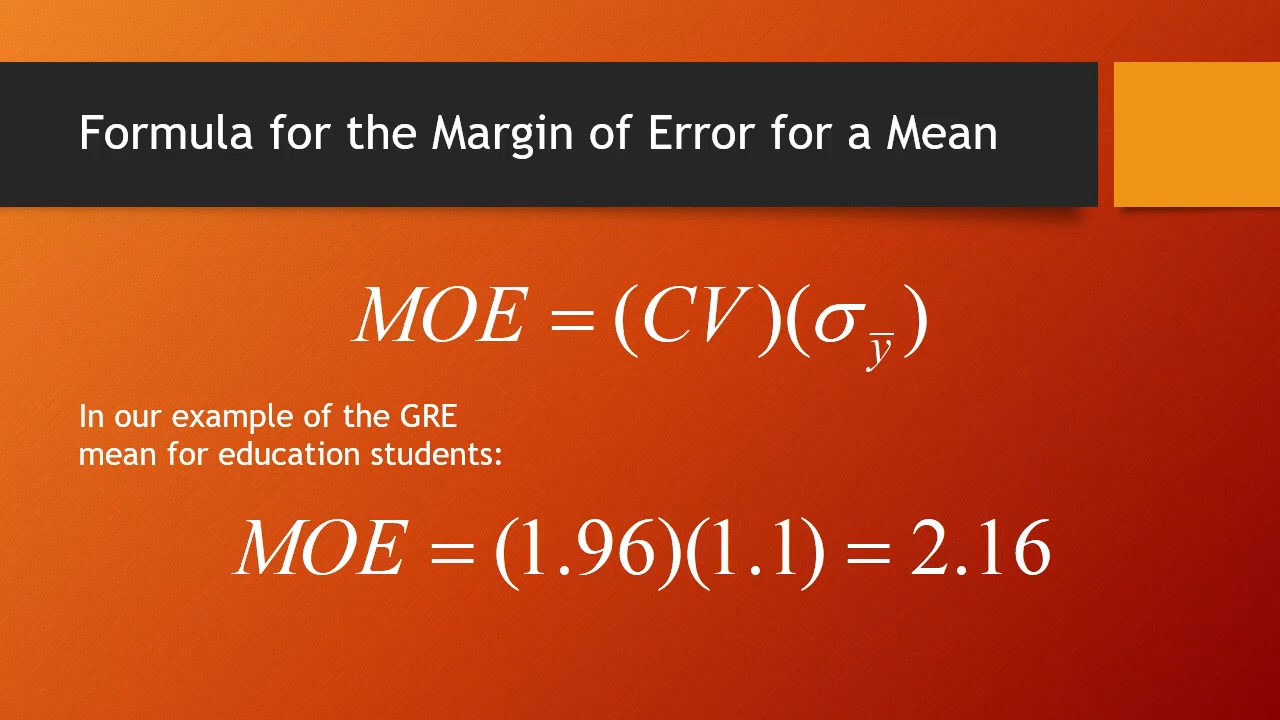 Formula for the Margin of Error for a Mean
MOE = (CV)(σ_ȳ)
In our example of the GRE
mean for education students:
MOE = (1.96)(1.1) = 2.16